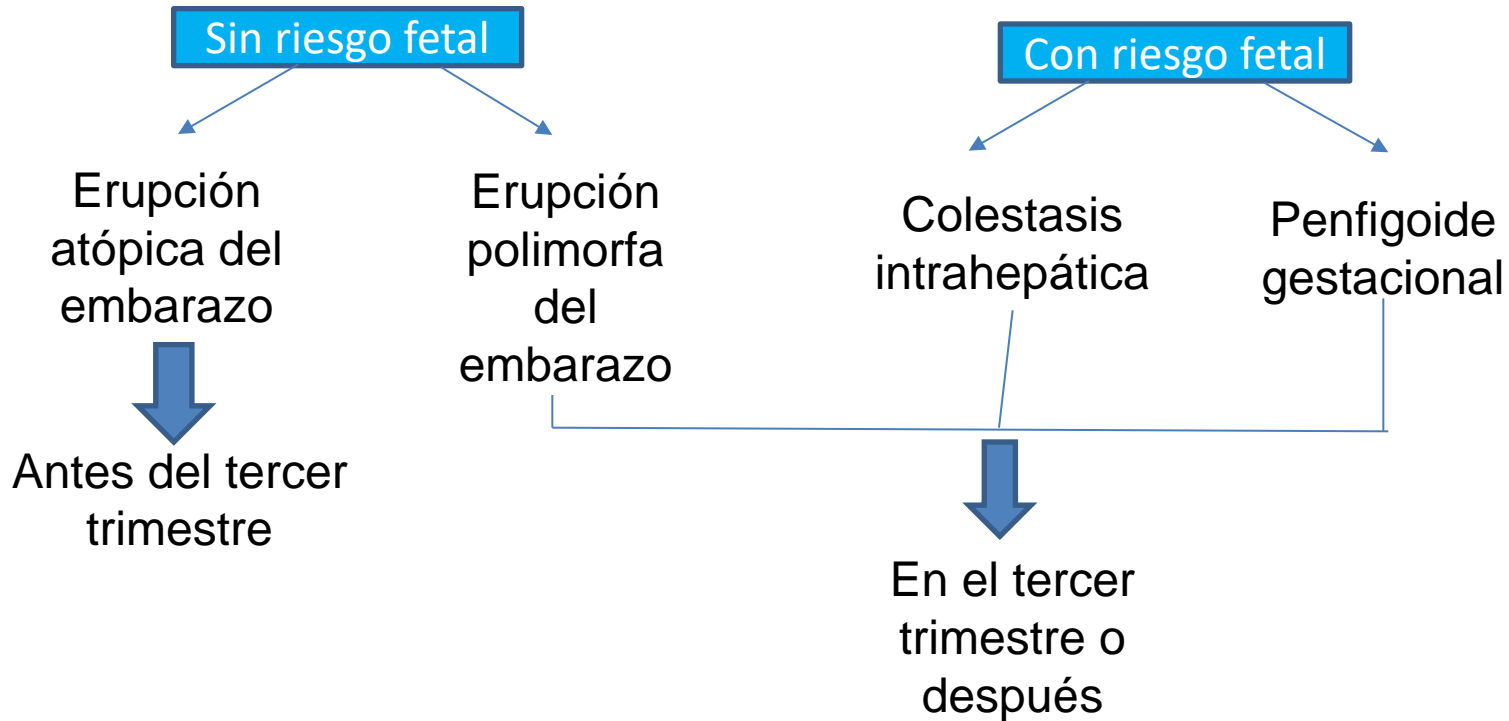 Sin riesgo fetal
Con riesgo fetal
Erupción
atópica del
embarazo
Erupción
polimorfa
del
embarazo
Colestasis
intrahepática
Penfigoide
gestacional
Antes del tercer
trimestre
En el tercer
trimestre o
después